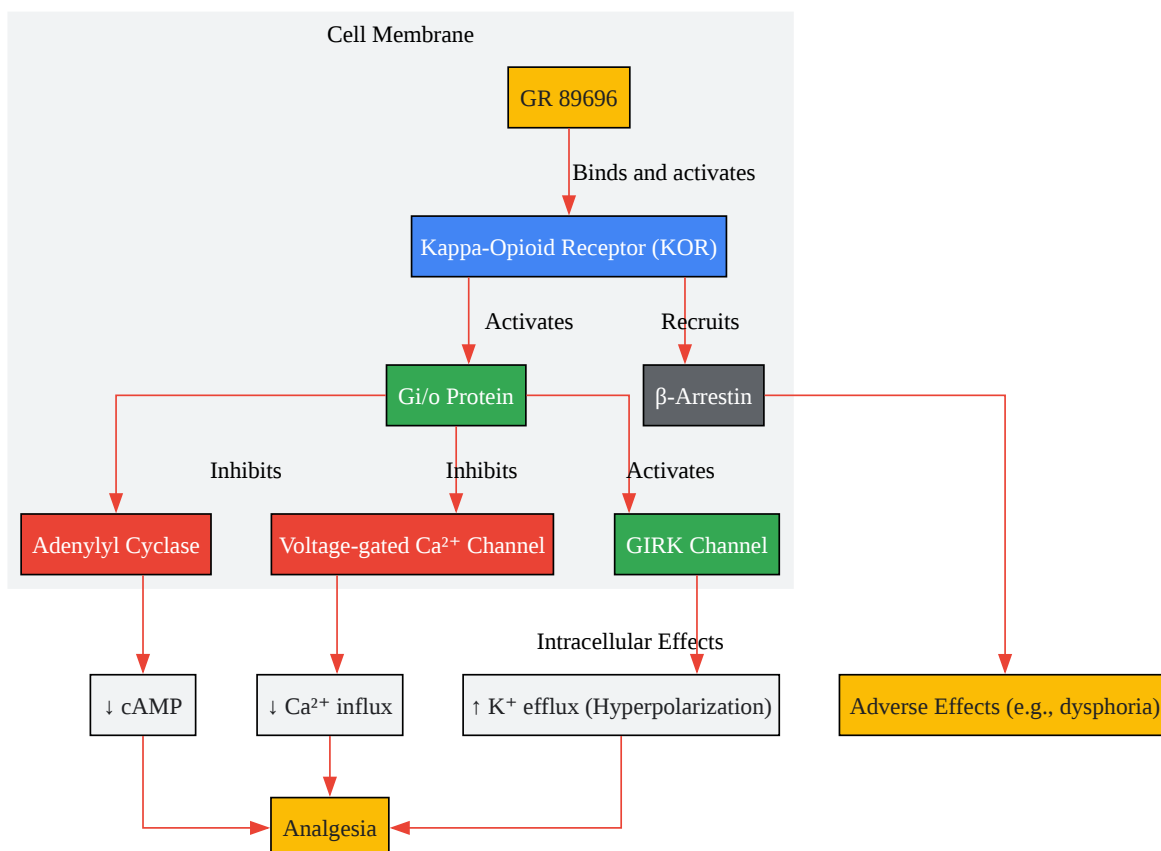 Cell Membrane
GR 89696
Binds and activates
Kappa-Opioid Receptor (KOR)
Activates
Recruits
Gi/o Protein
β-Arrestin
Inhibits
Inhibits
Activates
Adenylyl Cyclase
Voltage-gated Ca²⁺ Channel
GIRK Channel
Intracellular Effects
↓ cAMP
↓ Ca²⁺ influx
↑ K⁺ efflux (Hyperpolarization)
Adverse Effects (e.g., dysphoria)
Analgesia